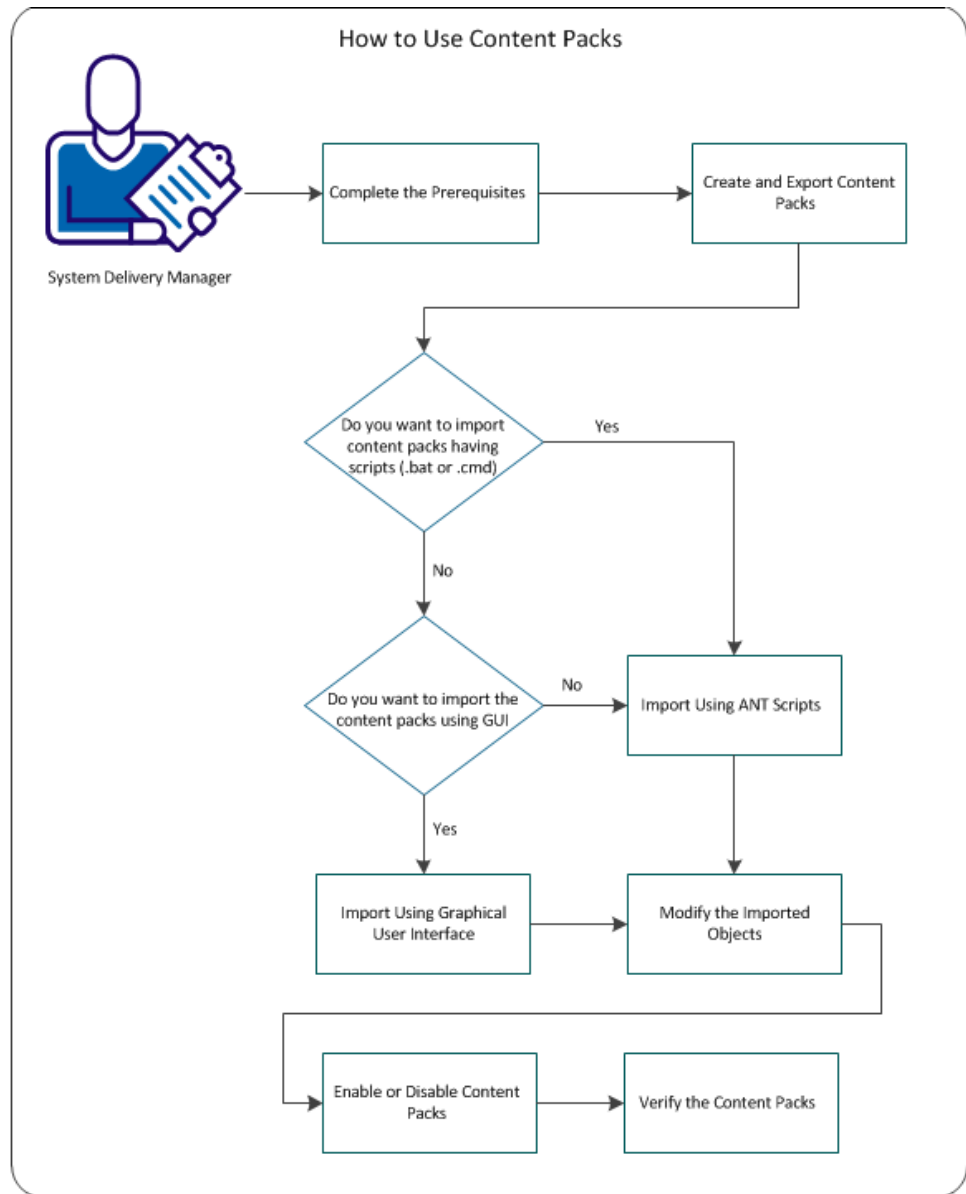 How to Use Content Packs
System Delivery Manager
Complete the Prerequisites
Create and Export Content
Packs
Do you want to import
content packs having
scripts (.bat or .cmd)
Yes
No
Do you want to import the
content packs using GUI
No
Import Using ANT Scripts
Yes
Import Using Graphical
User Interface
Modify the Imported
Objects
Enable or Disable Content
Packs
Verify the Content Packs